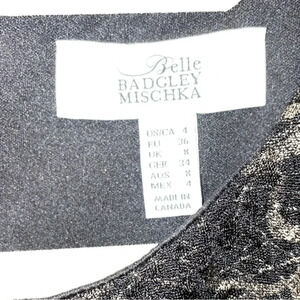 Belle
BADGLEY
MISCHKA
US/CA 4
EU 36
UK 8
GER 34
AUS 8
MEX 4
MADE IN
CANADA